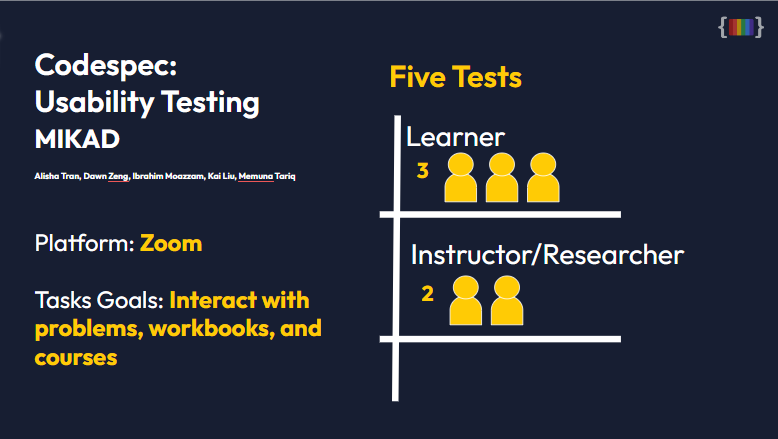 Codespec:
Usability Testing
MIKAD
Alisha Tran, Dawn Zeng, Ibrahim Moazzam, Kai Liu, Memuna Tariq
Platform: Zoom
Tasks Goals: Interact with
problems, workbooks, and
courses
Five Tests
Learner
3
Instructor/Researcher
2